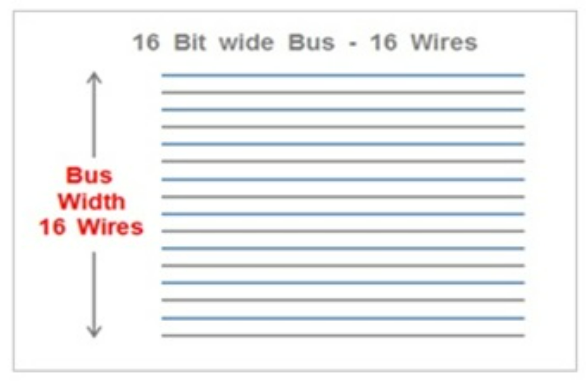 16 Bit wide Bus - 16 Wires
Bus
Width
16 Wires